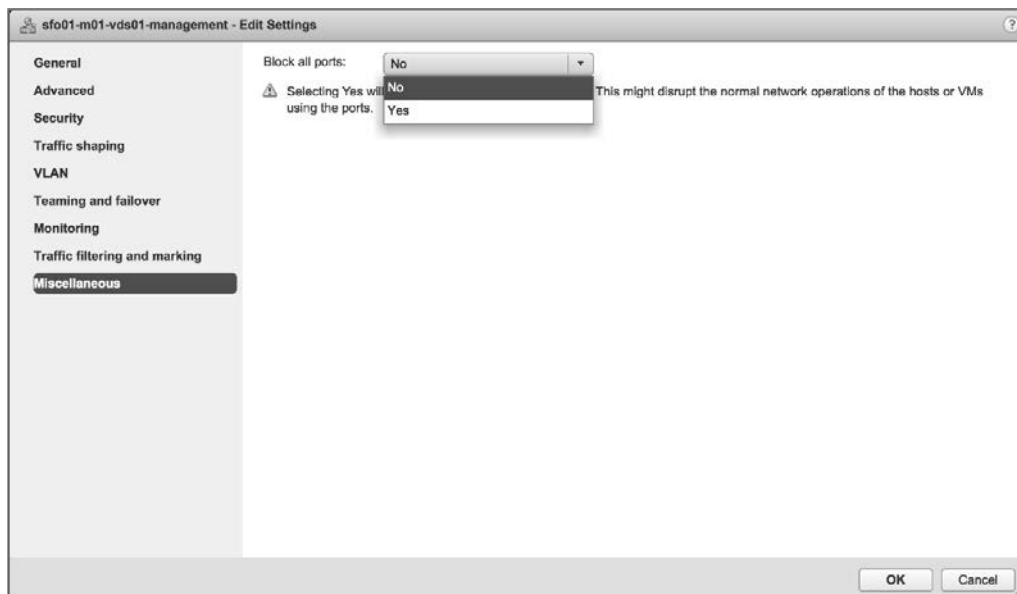 sfo01-m01-vds01-management - Edit Settings
?
General
Advanced
Security
Traffic shaping
VLAN
Teaming and failover
Monitoring
Traffic filtering and marking
Miscellaneous
Block all ports:
No
No
Yes
Selecting Yes will This might disrupt the normal network operations of the hosts or VMs
using the ports.
OK
Cancel